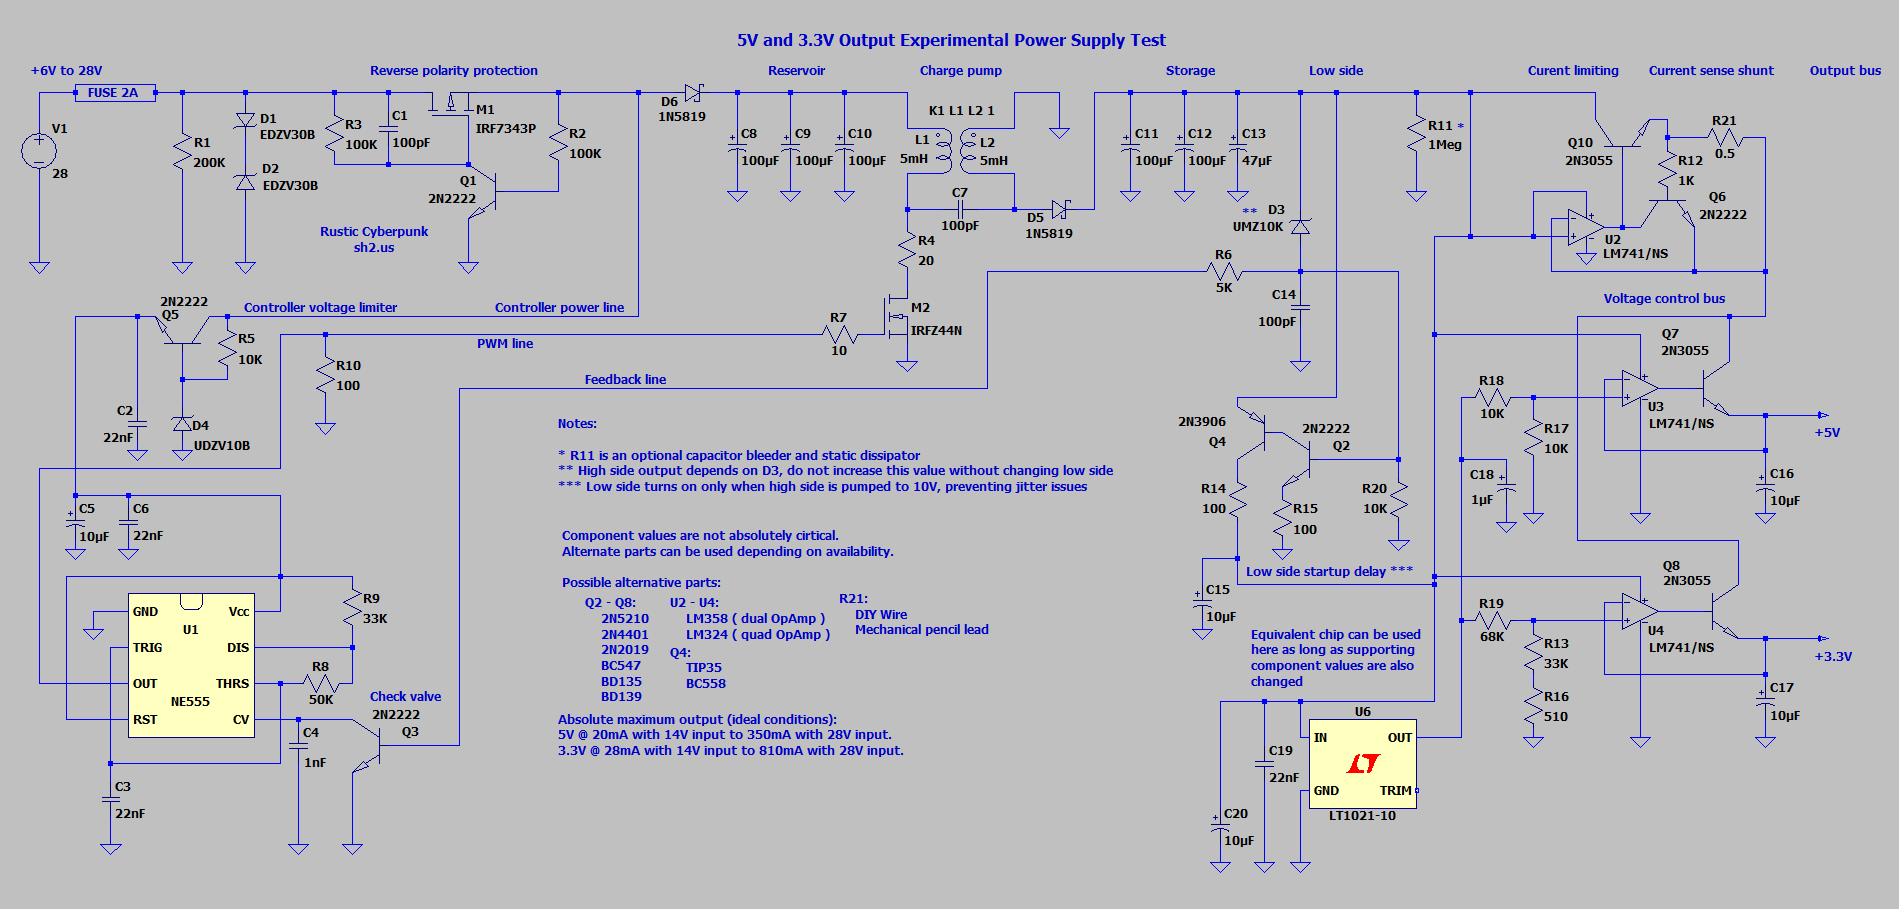 5V and 3.3V Output Experimental Power Supply Test
+6V to 28V
Reverse polarity protection
Reservoir
Charge pump
Storage
Low side
Curent limiting
Current sense shunt
Output bus
FUSE 2A
V1
28
R1
200K
D1
EDZV30B
D2
EDZV30B
R3
100K
C1
100pF
M1
IRF7343P
R2
100K
Q1
2N2222
Rustic Cyberpunk
sh2.us
D6
1N5819
C8
100µF
C9
100µF
C10
100µF
K1 L1 L2 1
L1
5mH
L2
5mH
C7
100pF
D5
1N5819
R4
20
M2
IRFZ44N
R7
10
C11
100µF
C12
100µF
C13
47µF
** D3
UMZ10K
R6
5K
C14
100pF
R11 *
1Meg
Q10
2N3055
R21
0.5
R12
1K
Q6
2N2222
U2
LM741/NS
Voltage control bus
2N2222
Q5
Controller voltage limiter
Controller power line
R5
10K
PWM line
R10
100
Feedback line
C2
22nF
D4
UDZV10B
C5
10µF
C6
22nF
GND
TRIG
OUT
RST
U1
NE555
Vcc
DIS
THRS
CV
R9
33K
R8
50K
Check valve
2N2222
Q3
C4
1nF
C3
22nF
Notes:
* R11 is an optional capacitor bleeder and static dissipator
** High side output depends on D3, do not increase this value without changing low side
*** Low side turns on only when high side is pumped to 10V, preventing jitter issues
Component values are not absolutely cirtical.
Alternate parts can be used depending on availability.
Possible alternative parts:
Q2 - Q8:
2N5210
2N4401
2N2019
BC547
BD135
BD139
U2 - U4:
LM358 ( dual OpAmp )
LM324 ( quad OpAmp )
Q4:
TIP35
BC558
R21:
DIY Wire
Mechanical pencil lead
Absolute maximum output (ideal conditions):
5V @ 20mA with 14V input to 350mA with 28V input.
3.3V @ 28mA with 14V input to 810mA with 28V input.
2N3906
Q4
2N2222
Q2
R14
100
R15
100
R20
10K
Low side startup delay ***
C15
10µF
Equivalent chip can be used
here as long as supporting
component values are also
changed
U6
IN
OUT
GND
TRIM
LT1021-10
C19
22nF
C20
10µF
Q7
2N3055
R18
10K
R17
10K
C18
1µF
U3
LM741/NS
+5V
C16
10µF
Q8
2N3055
R19
68K
R13
33K
R16
510
U4
LM741/NS
+3.3V
C17
10µF